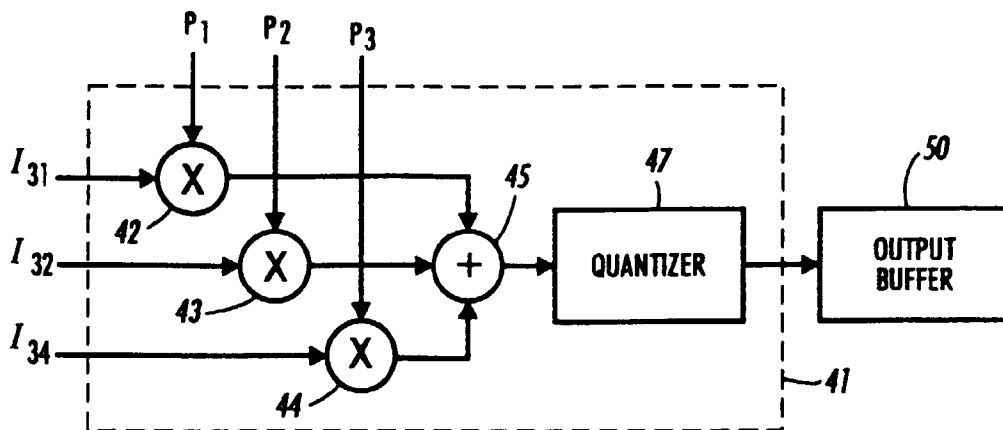 P1 P2 P3
I31
42
I32
43
I34
44
X
X
X
45
+
47
QUANTIZER
50
OUTPUT
BUFFER
41